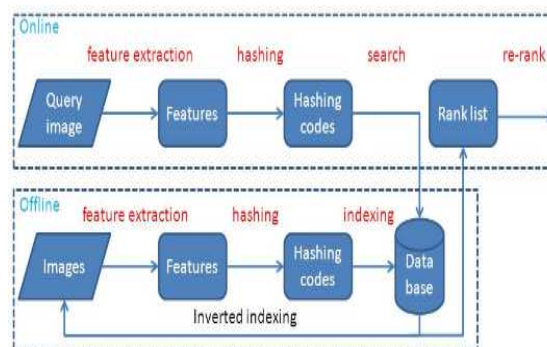 Online
feature extraction hashing search re-rank
Query
image
Features
Hashing
codes
Rank list
Offline
feature extraction hashing indexing
Images
Features
Hashing
codes
Data
base
Inverted indexing